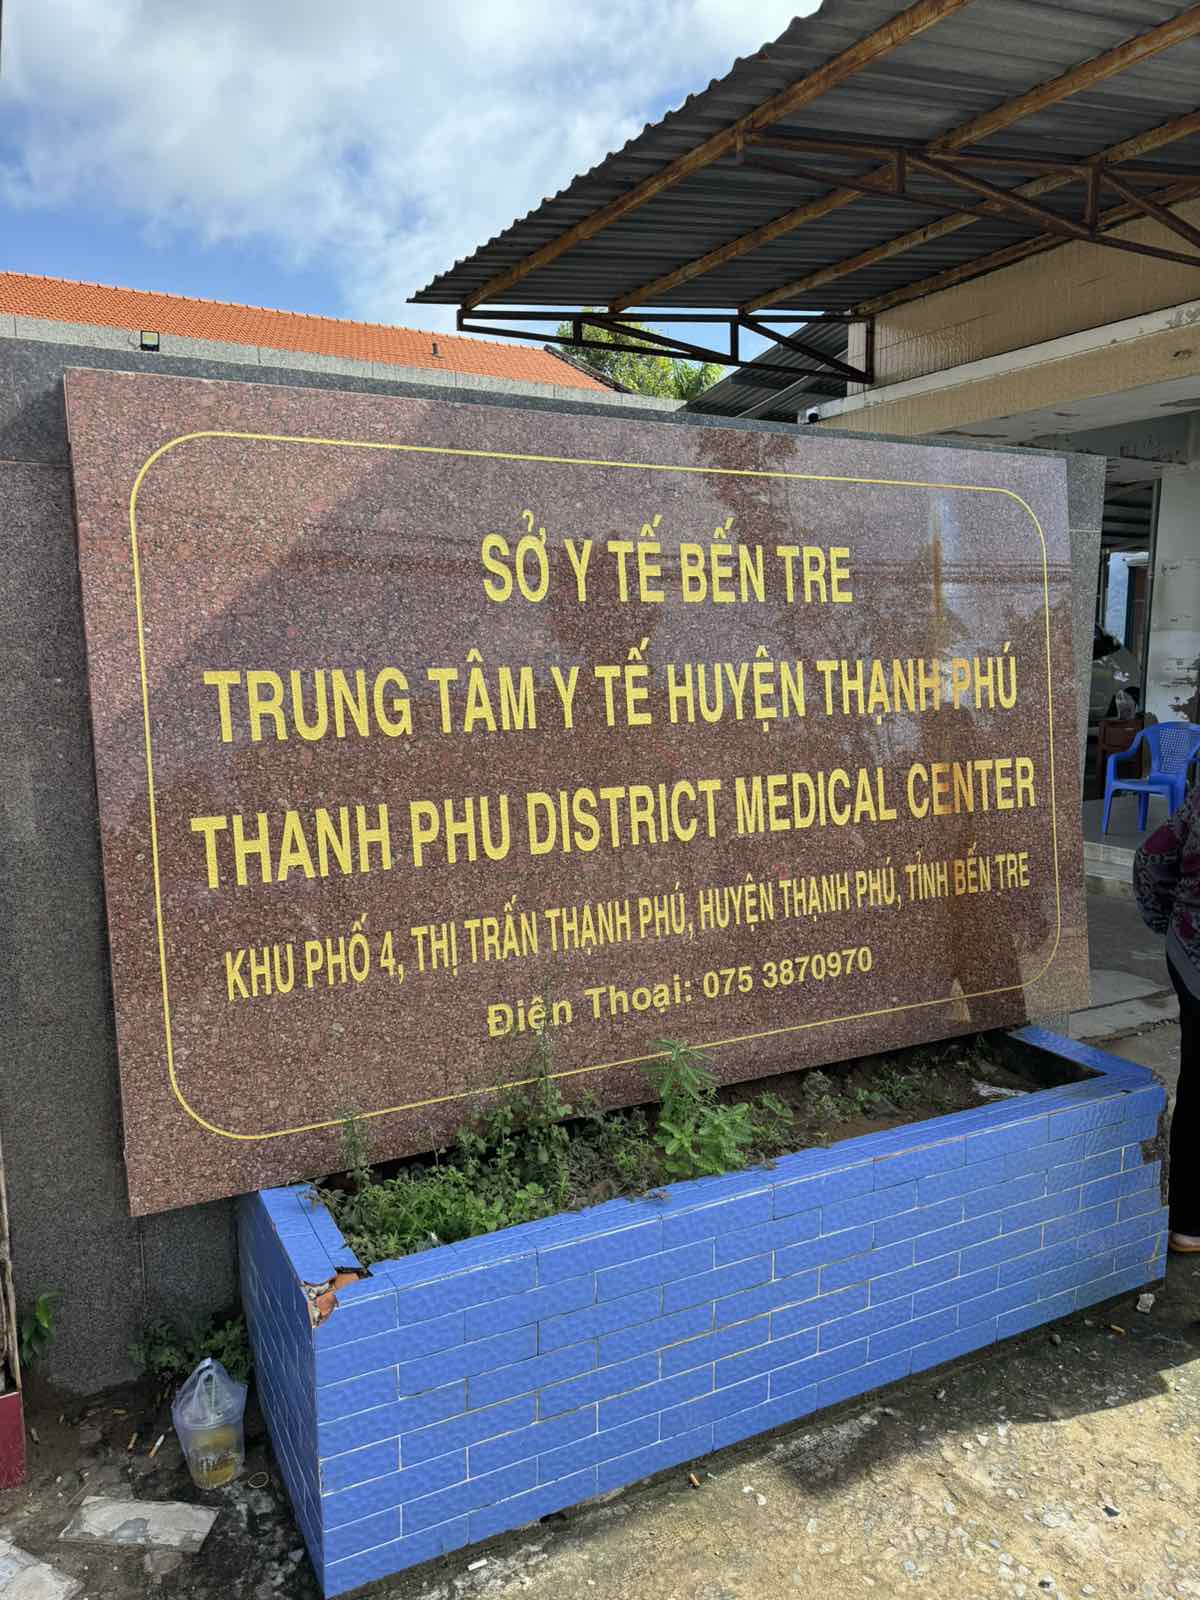 SỞ Y TẾ BẾN TRE
TRUNG TÂM Y TẾ HUYỆN THẠNH PHÚ
THANH PHU DISTRICT MEDICAL CENTER
KHU PHỐ 4, THỊ TRẤN THẠNH PHÚ, HUYỆN THẠNH PHÚ, TỈNH BẾN TRE
Điện Thoại: 075 3870970